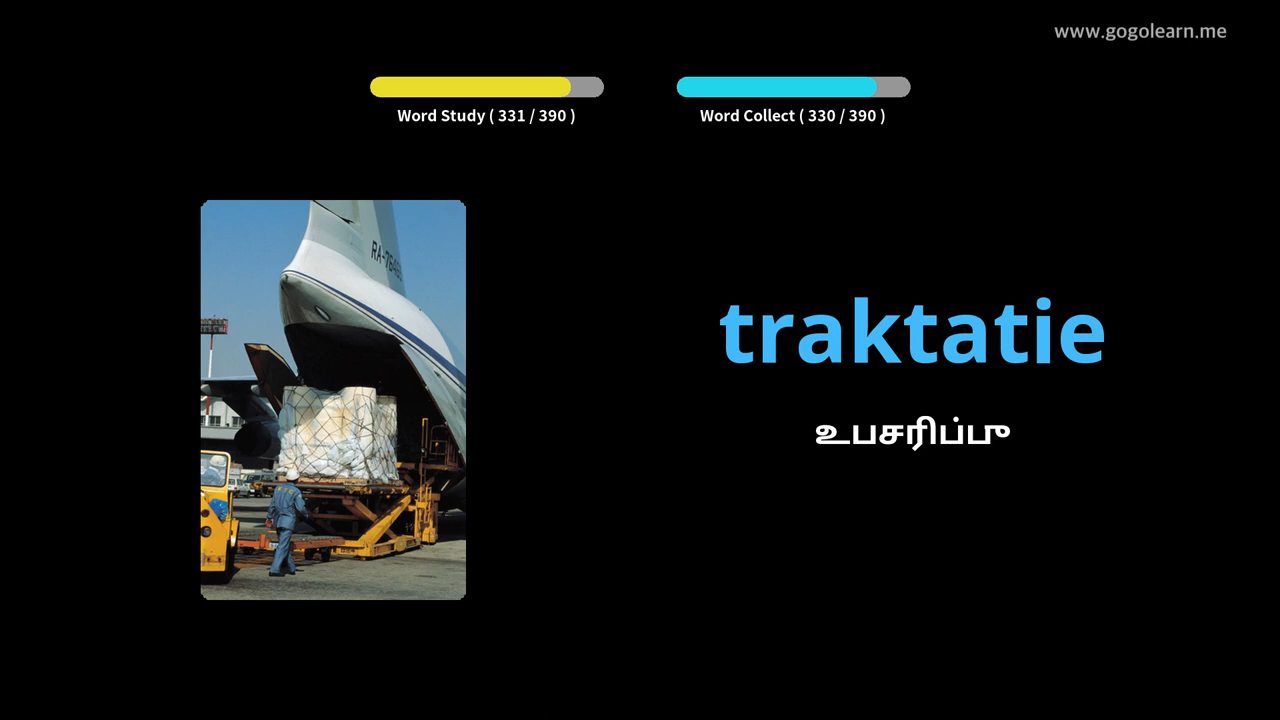 www.gogolearn.me
Word Study ( 331 / 390 )
Word Collect ( 330 / 390 )
traktatie
உபசரிப்பு